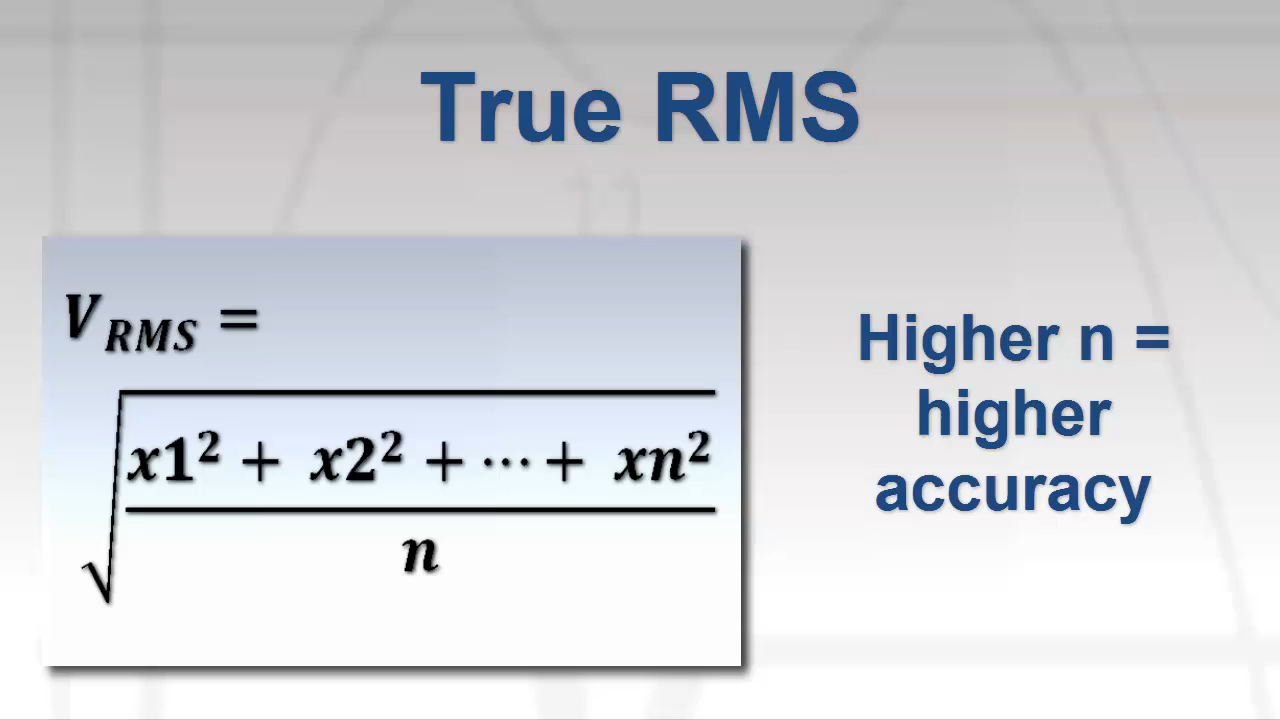 True RMS
V_RMS =
√((x1² + x2² + ⋯ + xn²) / n)
Higher n =
higher
accuracy